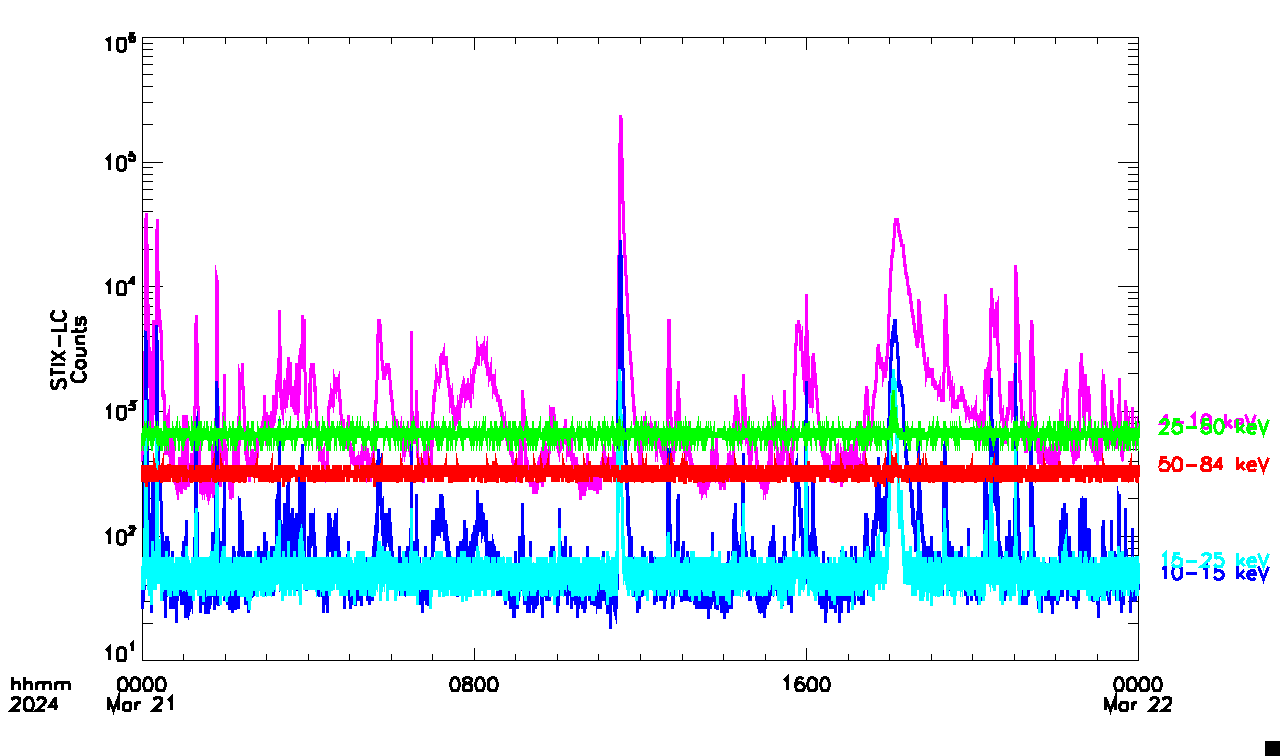 10⁶
10⁵
10⁴
10³
10²
10¹
STIX-LC
Counts
25-50 keV
50-84 keV
15-25 keV
10-15 keV
hhmm 0000 0800 1600 0000
2024 Mar 21 Mar 22